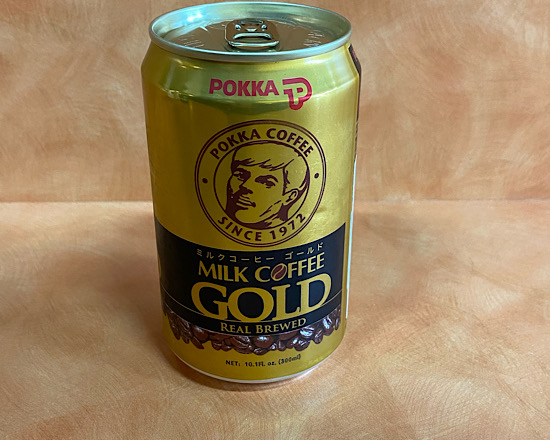 POKKA
POKKA COFFEE
SINCE 1972
ミルクコーヒー ゴールド
MILK COFFEE
GOLD
REAL BREWED
NET: 10.1FL oz. (300ml)